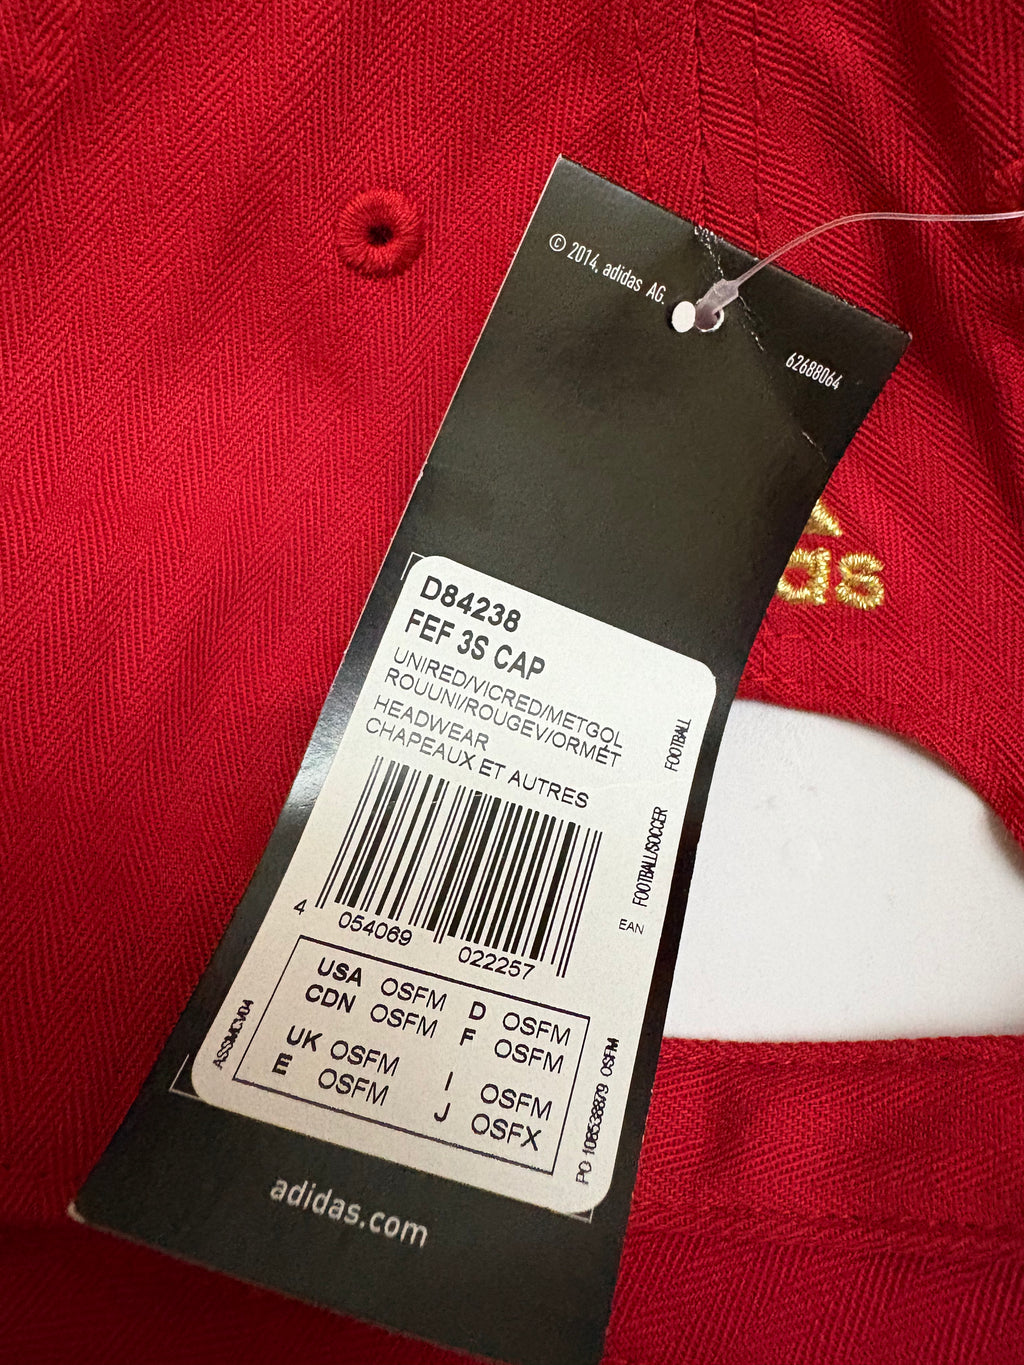 © 2014, adidas AG.
62688064
as
D84238
FEF 3S CAP
UNIRED/VICRED/METGOL
ROUUNI/ROUGEV/ORMÉT
HEADWEAR
CHAPEAUX ET AUTRES
FOOTBALL
FOOTBALL/SOCCER
4 054069 022257
EAN
USA OSFM D OSFM
CDN OSFM F OSFM
UK OSFM I OSFM
E OSFM J OSFX
PO 108538879 OSFM
adidas.com